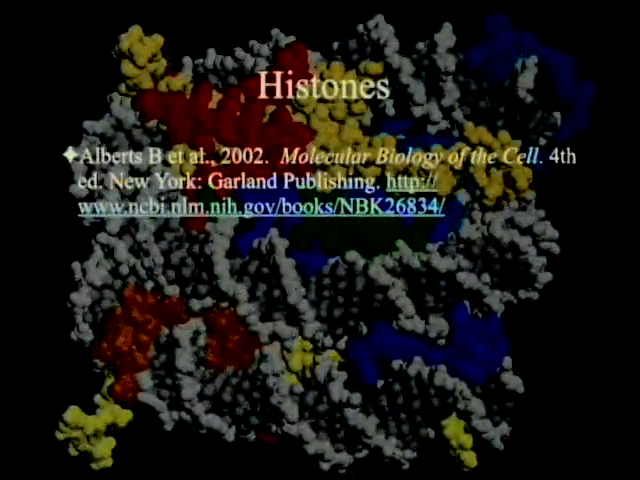 Histones
Alberts B et al., 2002. Molecular Biology of the Cell. 4th
ed. New York: Garland Publishing, http://
www.ncbi.nlm.nih.gov/books/NBK26834/